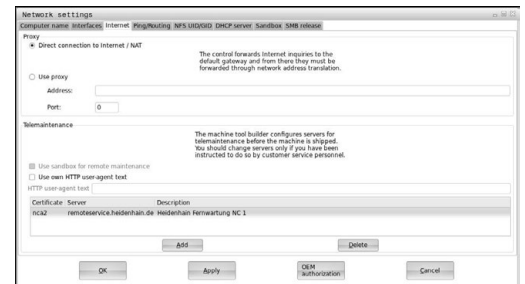 Network settings
Computer name Interfaces Internet Ping/Routing NFS UID/GID DHCP server Sandbox SMB release
Proxy
Direct connection to Internet / NAT
The control forwards Internet inquiries to the
default gateway and from there they must be
forwarded through network address translation.
Use proxy
Address:
Port: 0
Telemaintenance
The machine tool builder configures servers for
telemaintenance before the machine is shipped.
You should change servers only if you have been
instructed to do so by customer service personnel.
Use sandbox for remote maintenance
Use own HTTP user-agent text
HTTP user-agent text
Certificate Server Description
nca2 remoteservice.heidenhain.de Heidenhain Fernwartung NC 1
Add Delete
OK Apply OEM authorization Cancel